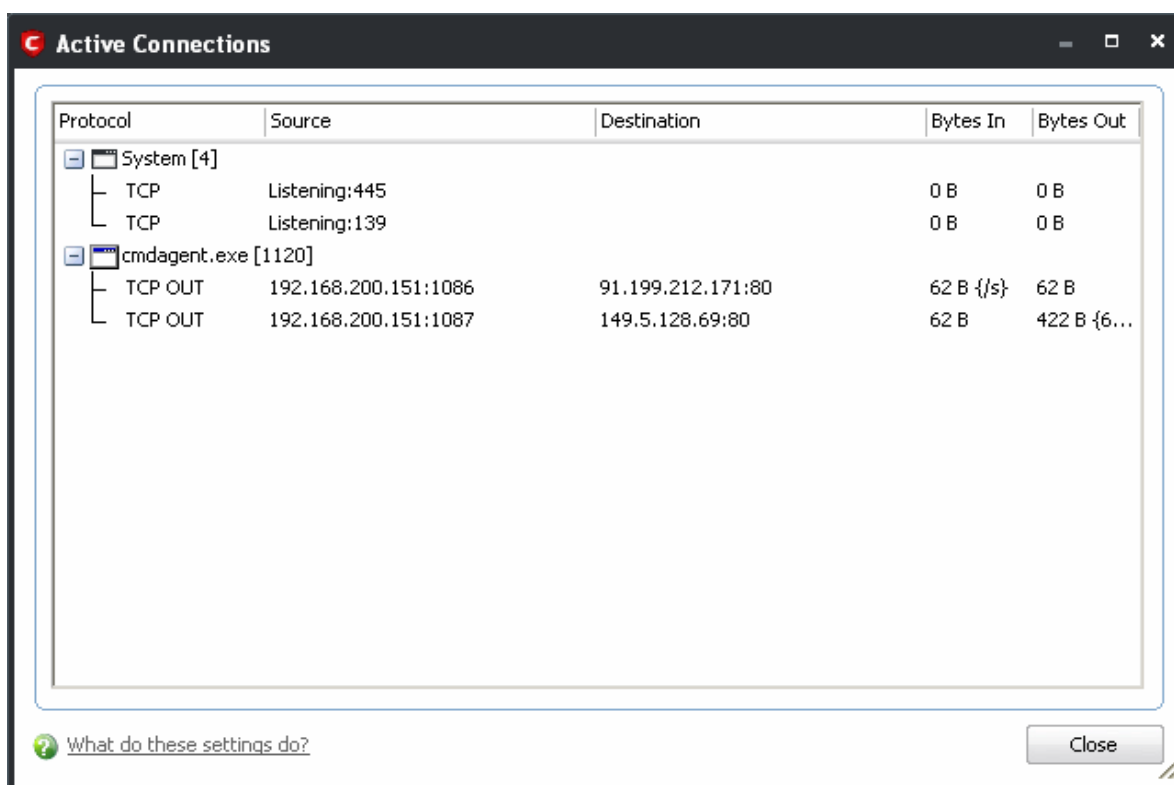 Active Connections
Protocol Source Destination Bytes In Bytes Out
System [4]
TCP Listening:445 0 B 0 B
TCP Listening:139 0 B 0 B
cmdagent.exe [1120]
TCP OUT 192.168.200.151:1086 91.199.212.171:80 62 B {/s} 62 B
TCP OUT 192.168.200.151:1087 149.5.128.69:80 62 B 422 B {6...
What do these settings do?
Close